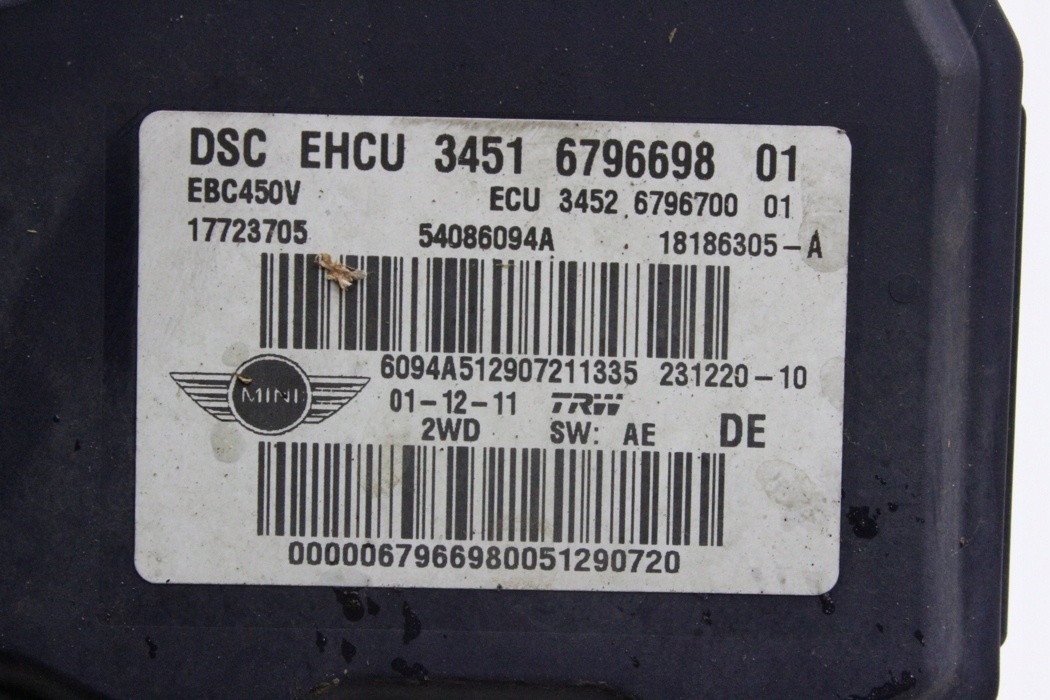 DSC EHCU 3451 6796698 01
EBC450V ECU 3452 6796700 01
17723705 54086094A 18186305-A
6094A512907211335 231220-10
MINI 01-12-11 TRW
2WD SW: AE DE
0000067966980051290720